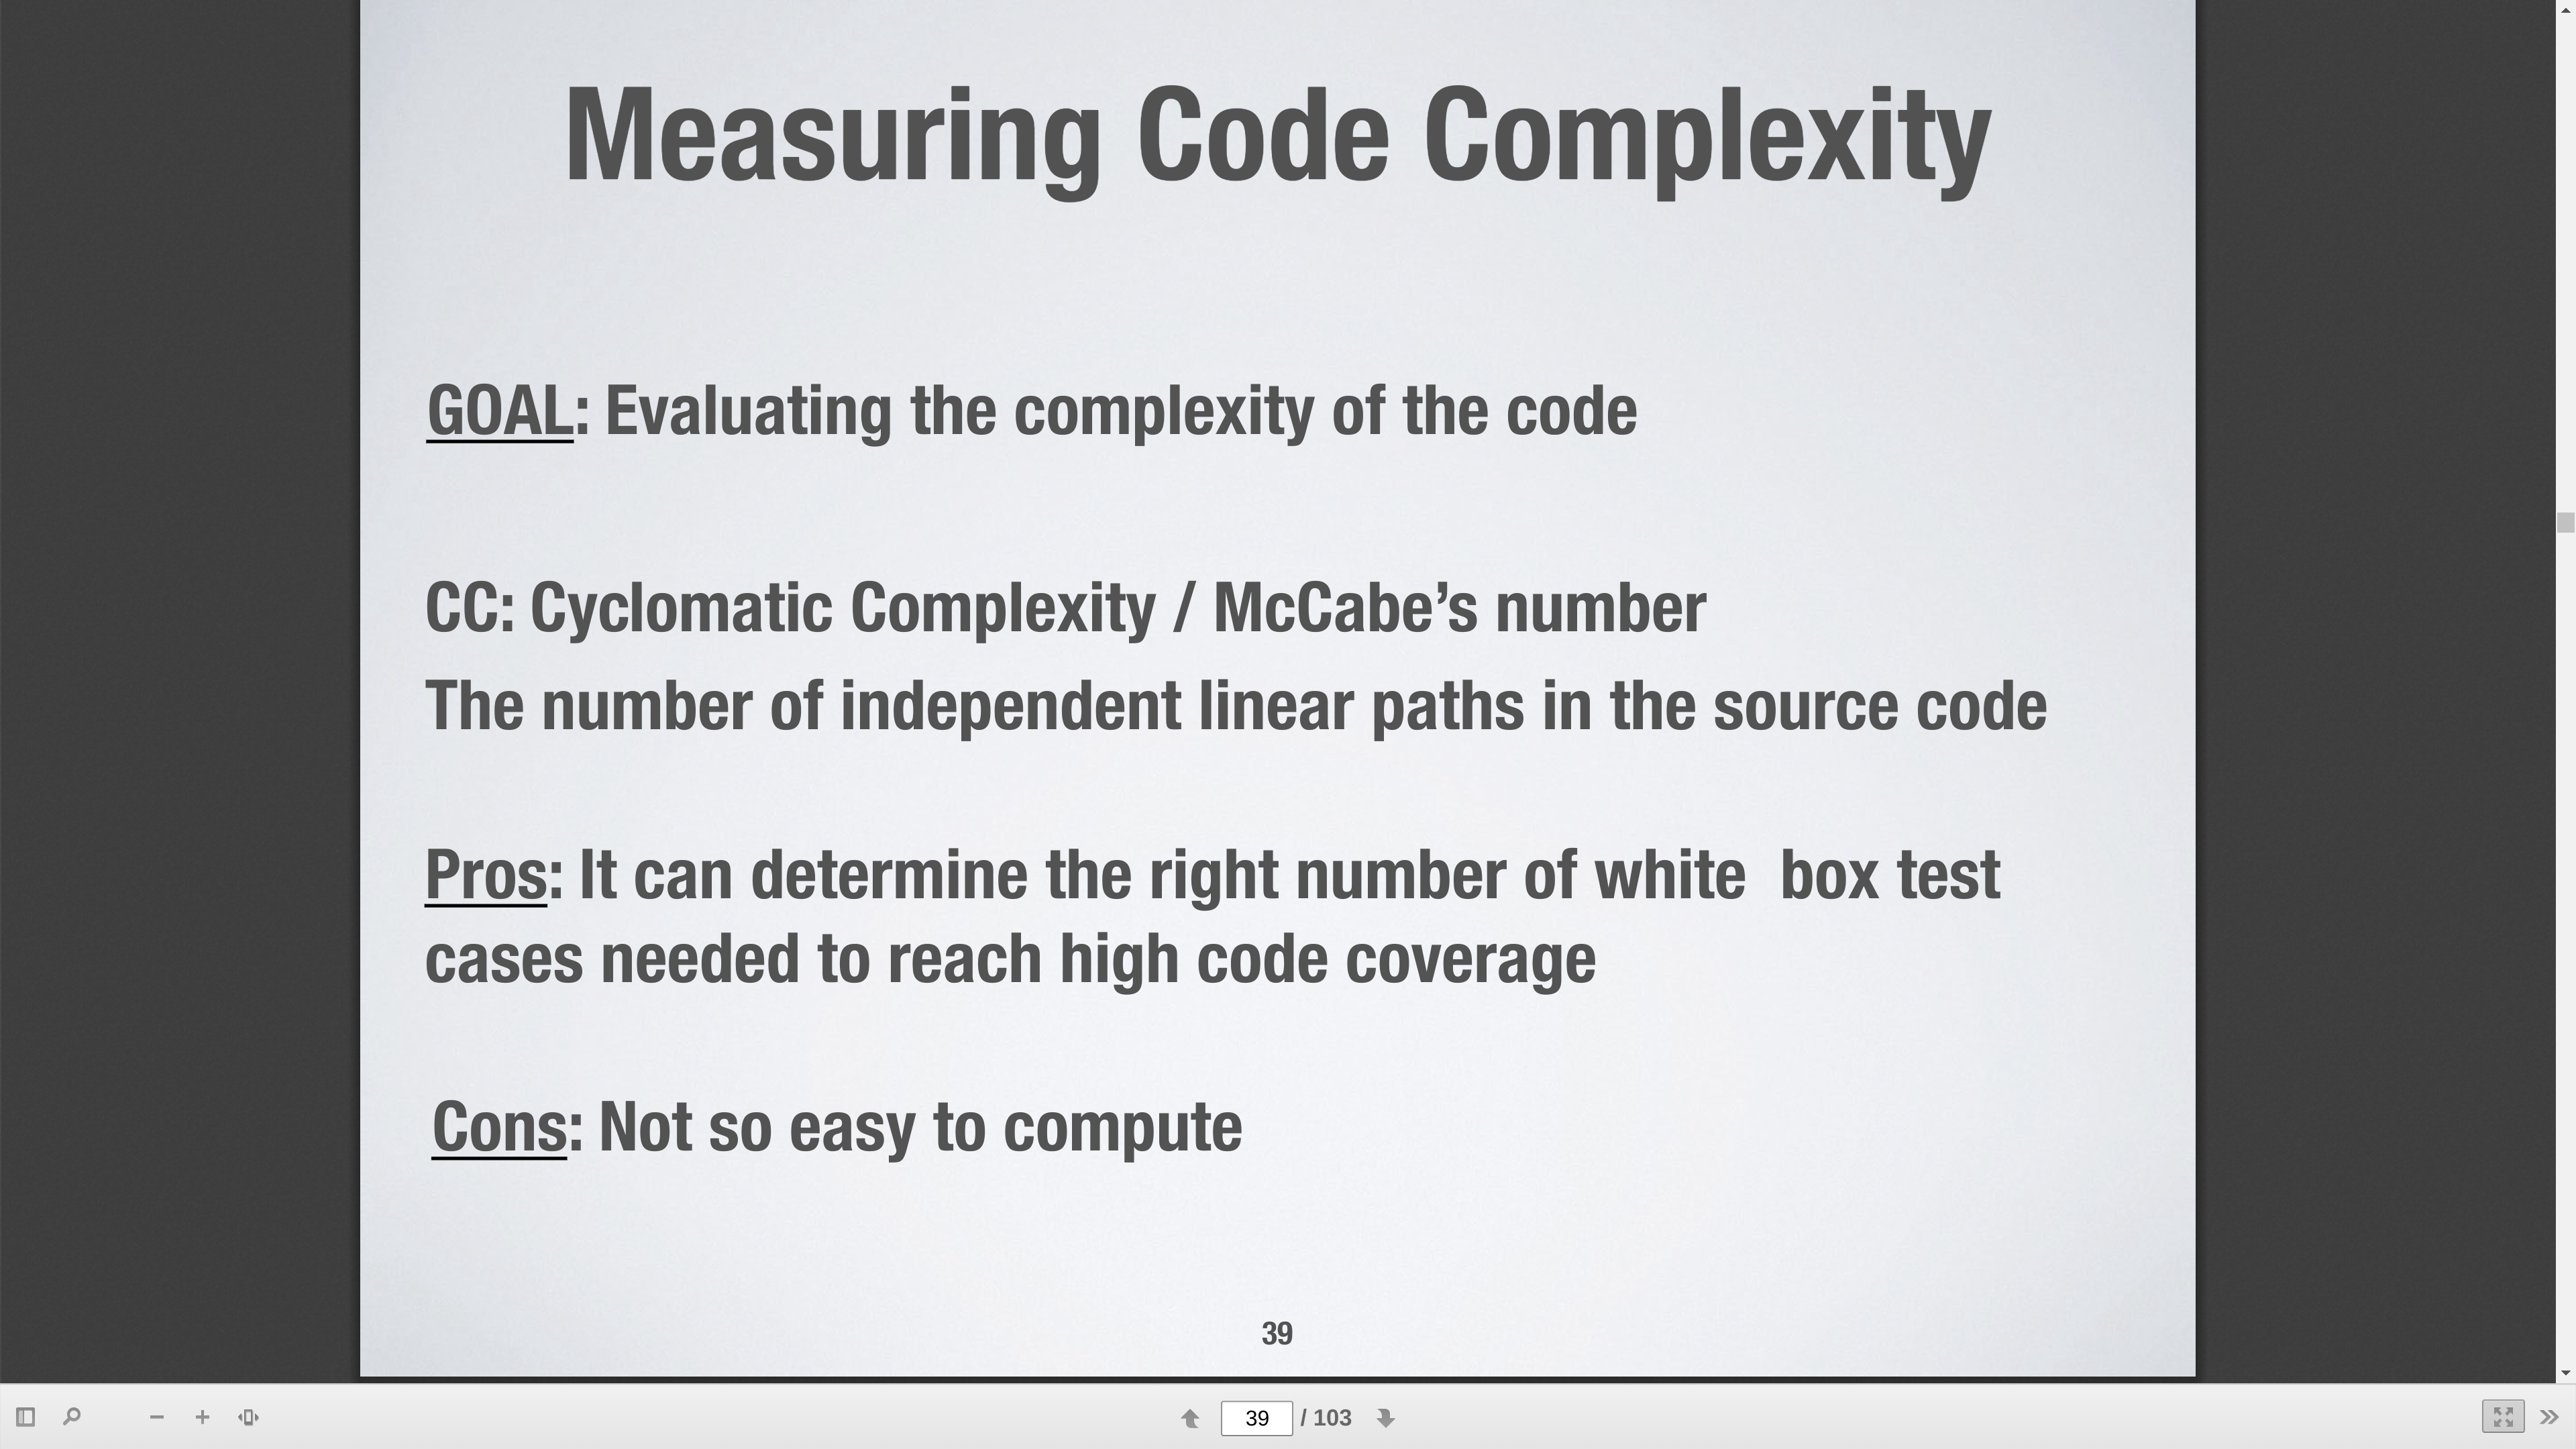 Measuring Code Complexity
GOAL: Evaluating the complexity of the code
CC: Cyclomatic Complexity / McCabe’s number
The number of independent linear paths in the source code
Pros: It can determine the right number of white  box test
cases needed to reach high code coverage
Cons: Not so easy to compute
39
39 / 103